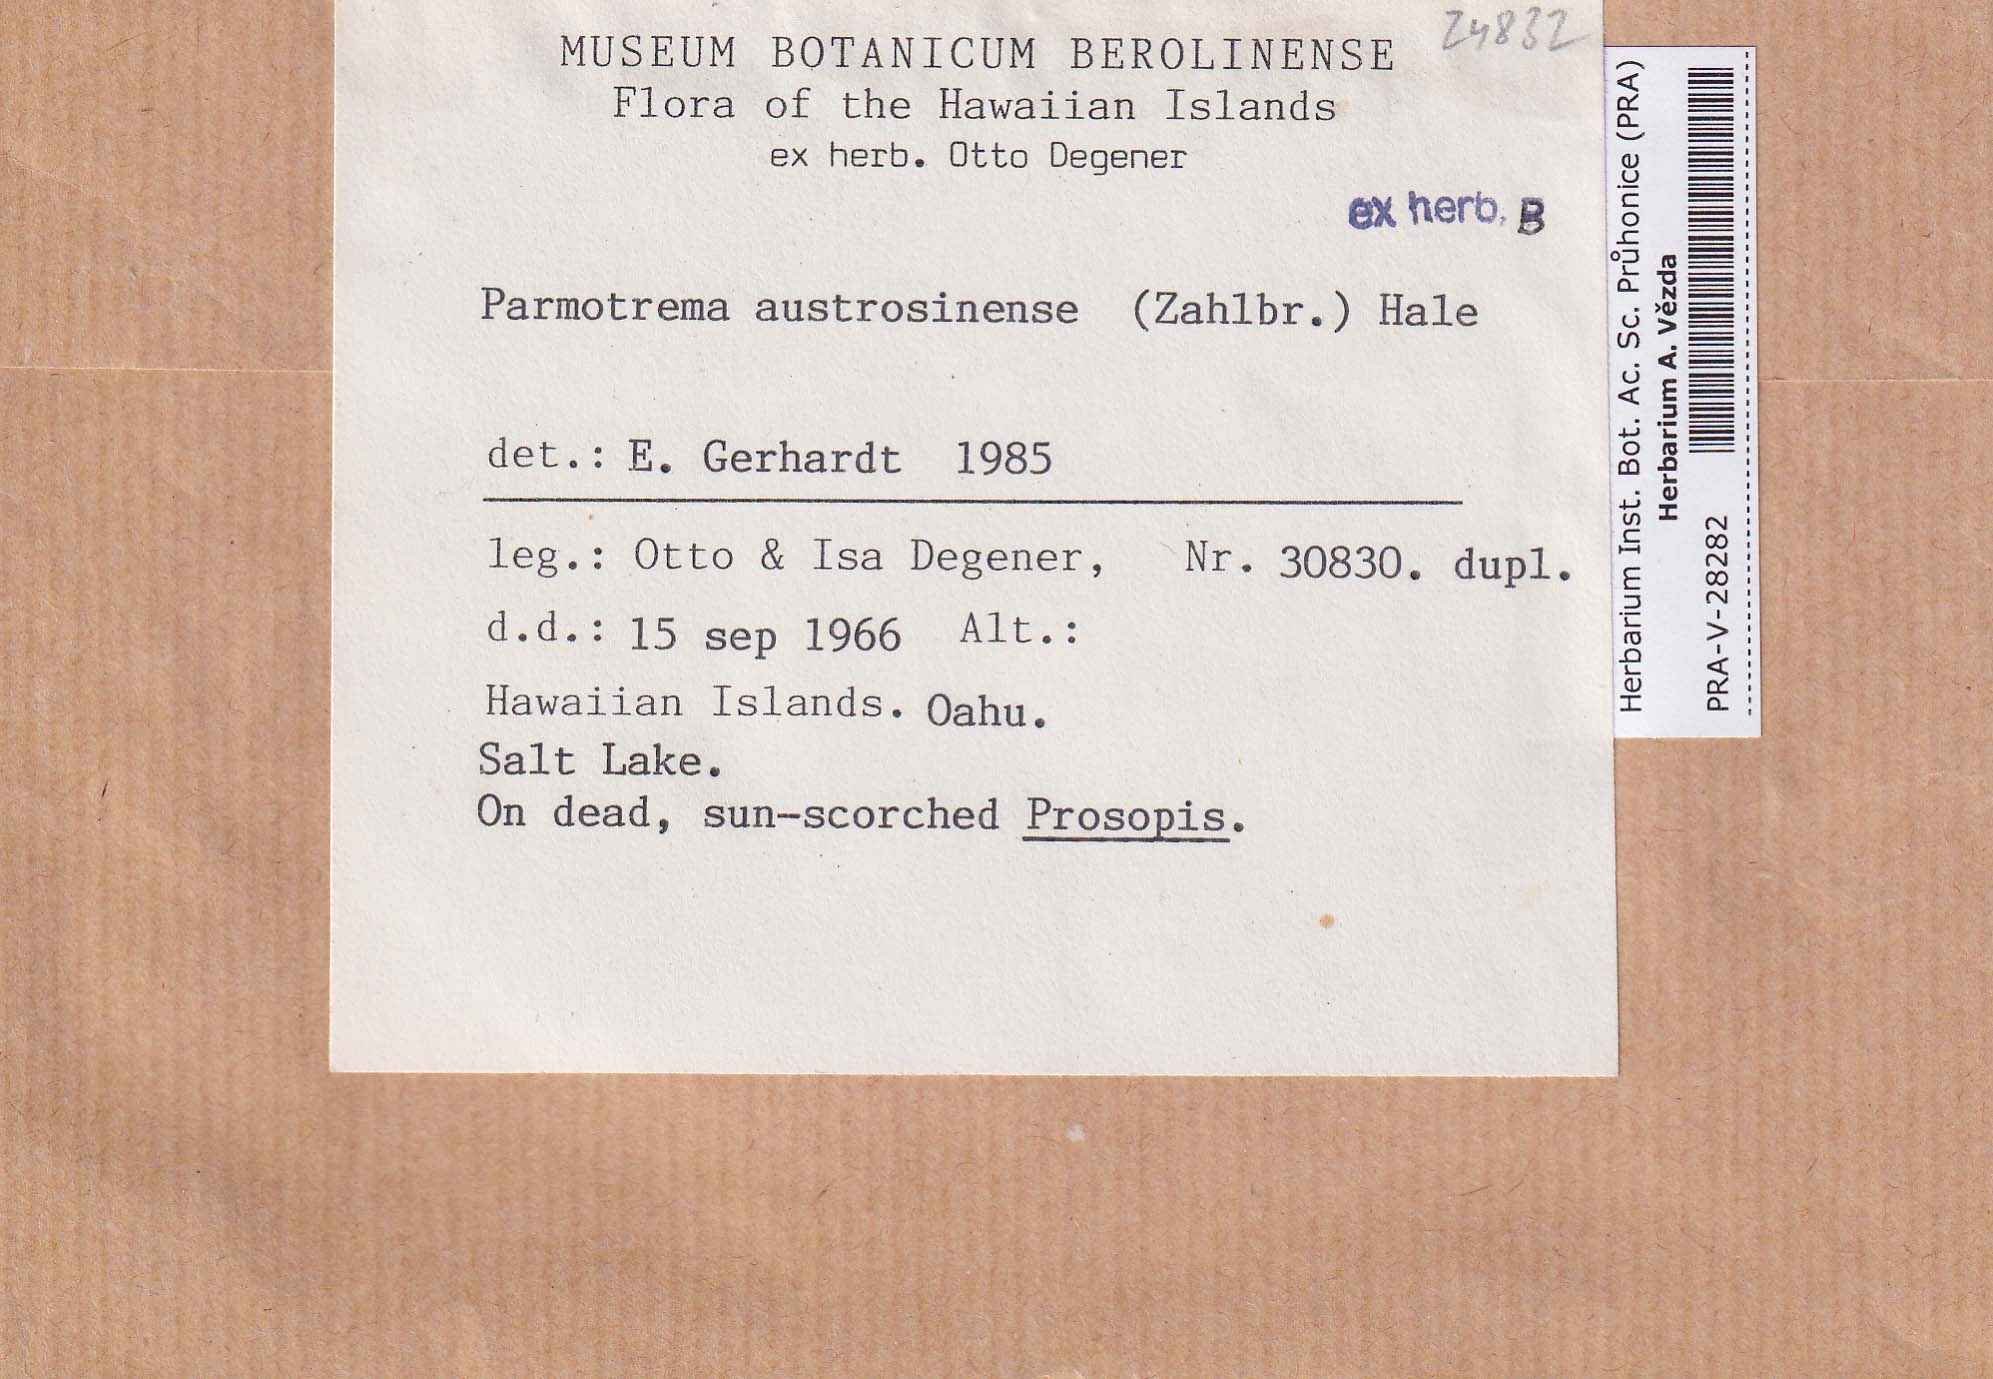 24832
MUSEUM BOTANICUM BEROLINENSE
Flora of the Hawaiian Islands
ex herb. Otto Degener
ex herb. B
Parmotrema austrosinense (Zahlbr.) Hale
det.: E. Gerhardt 1985
leg.: Otto & Isa Degener, Nr. 30830. dupl.
d.d.: 15 sep 1966 Alt.:
Hawaiian Islands. Oahu.
Salt Lake.
On dead, sun-scorched Prosopis.
Herbarium Inst. Bot. Ac. Sc. Průhonice (PRA)
Herbarium A. Vězda
PRA-V-28282